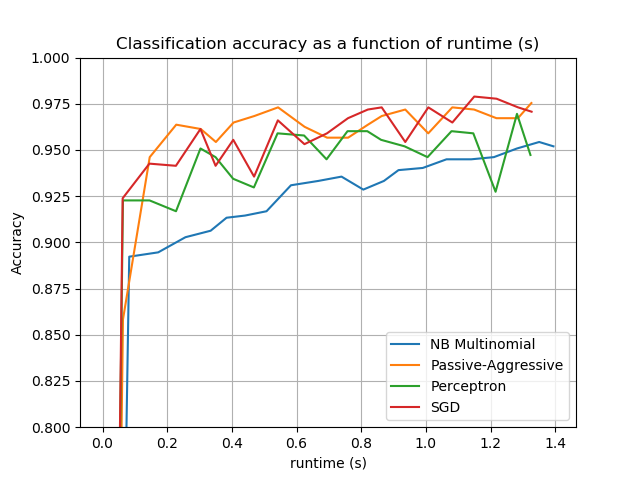 Classification accuracy as a function of runtime (s)
1.000
0.975
0.950
0.925
0.900
0.875
0.850
0.825
0.800
Accuracy
NB Multinomial
Passive-Aggressive
Perceptron
SGD
0.0 0.2 0.4 0.6 0.8 1.0 1.2 1.4
runtime (s)